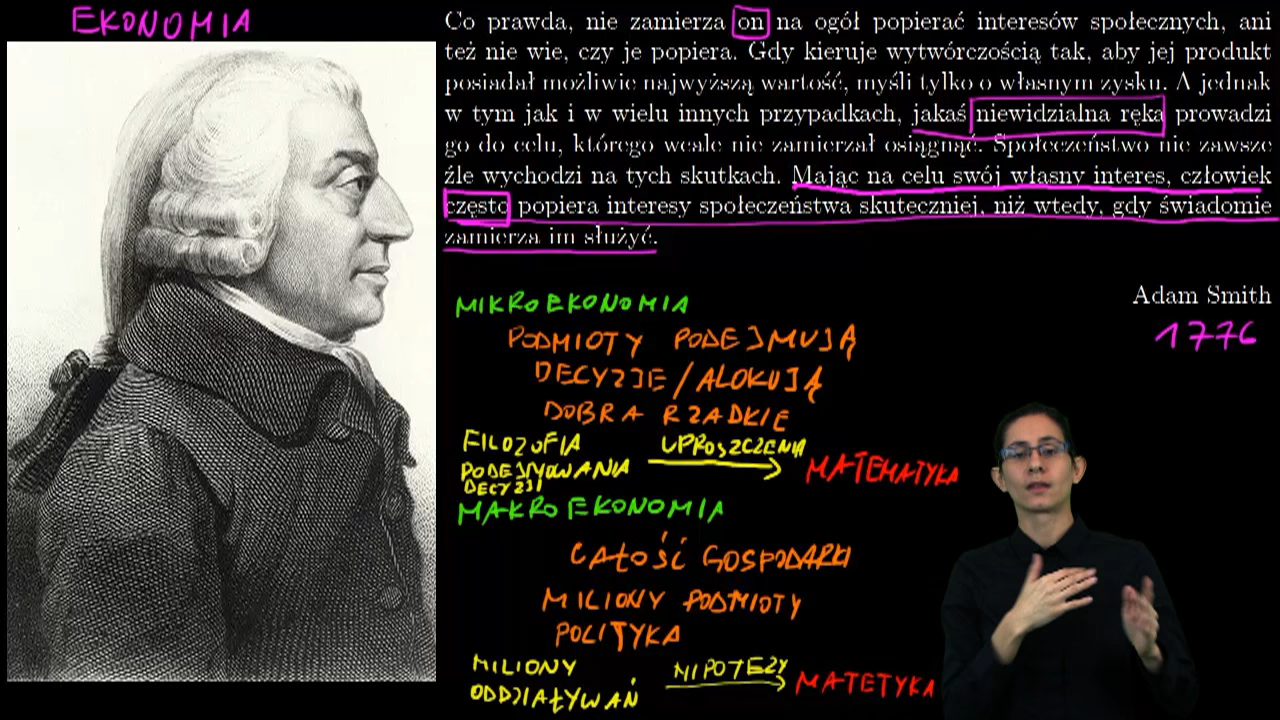 EKONOMIA
Co prawda, nie zamierza on na ogół popierać interesów społecznych, ani
też nie wie, czy je popiera. Gdy kieruje wytwórczością tak, aby jej produkt
posiadał możliwie najwyższą wartość, myśli tylko o własnym zysku. A jednak
w tym jak i w wielu innych przypadkach, jakaś niewidzialna ręka prowadzi
go do celu, którego wcale nie zamierzał osiągnąć. Społeczeństwo nie zawsze
źle wychodzi na tych skutkach. Mając na celu swój własny interes, człowiek
często popiera interesy społeczeństwa skuteczniej, niż wtedy, gdy świadomie
zamierza im służyć.
Adam Smith
1776
MIKROEKONOMIA
PODMIOTY PODEJMUJĄ
DECYZJE / ALOKUJĄ
DOBRA RZADKIE
FILOZOFIA
PODEJMOWANIA
DECYZJI
UPROSZCZENIA
MATEMATYKA
MAKROEKONOMIA
CAŁOŚĆ GOSPODARKI
MILIONY PODMIOTY
POLITYKA
MILIONY
ODDZIAŁYWAŃ
HIPOTEZY
MATETYKA